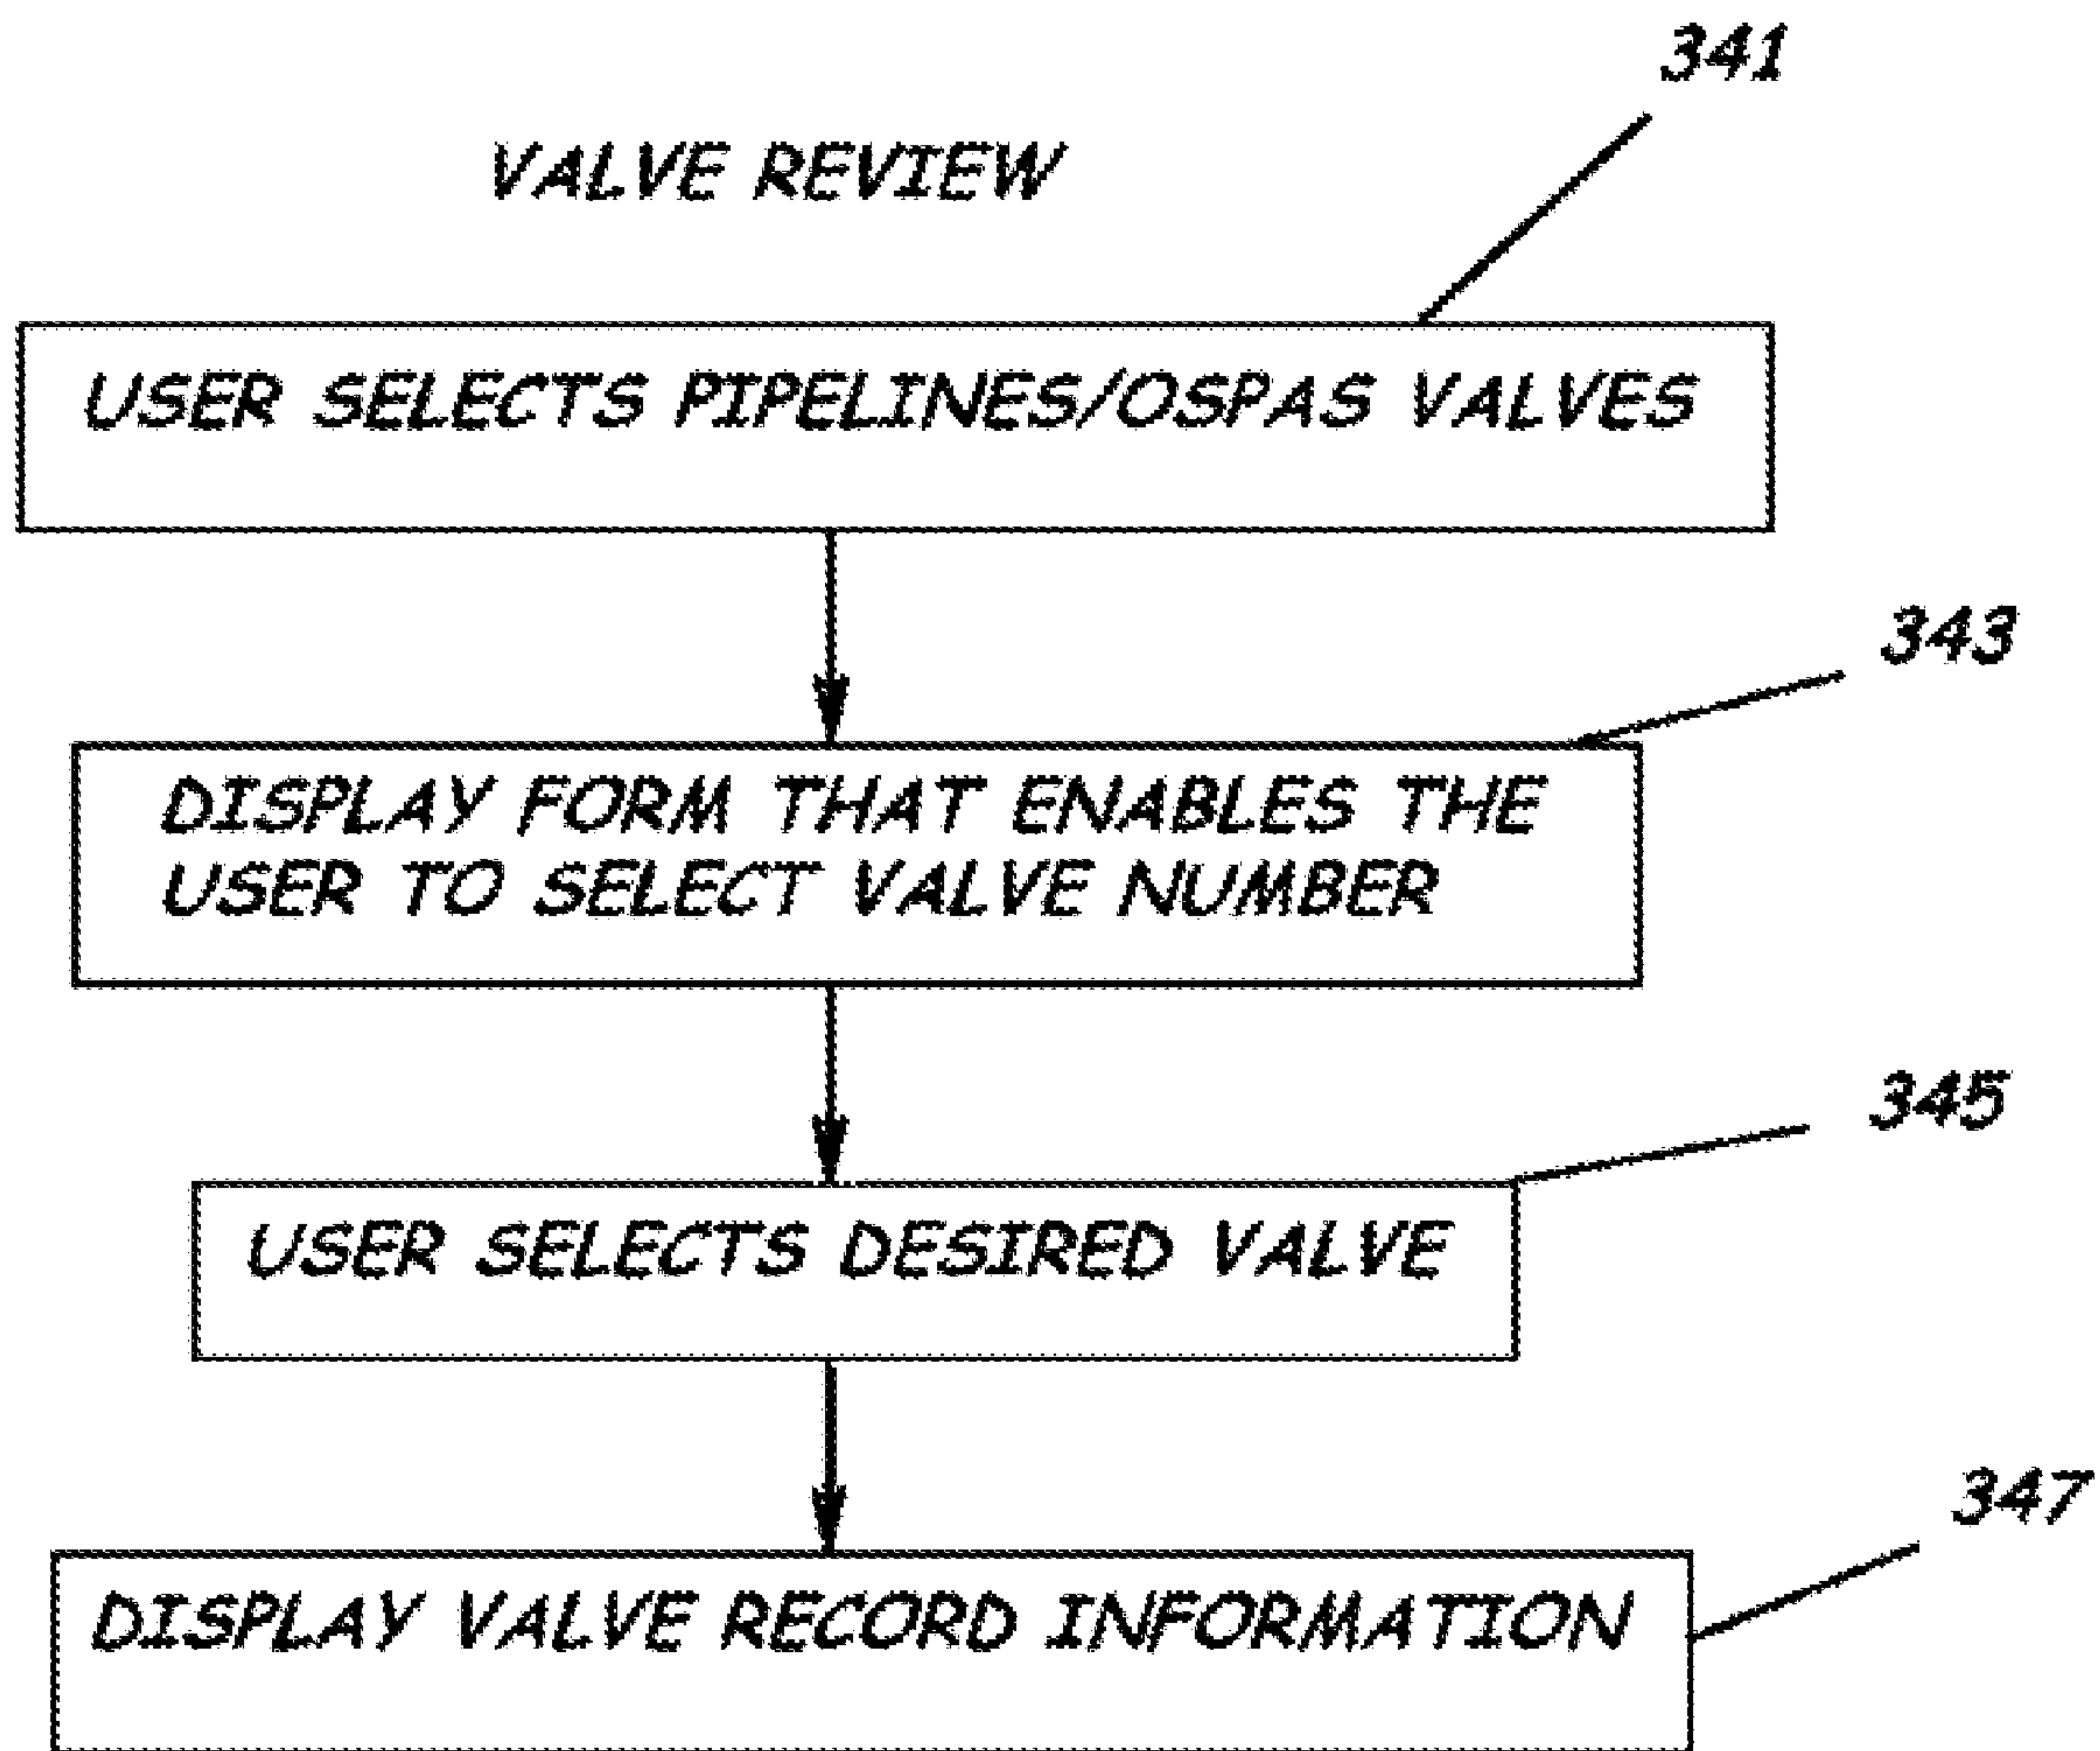 341
VALVE REVIEW
USER SELECTS PIPELINES/OSPAS VALVES
343
DISPLAY FORM THAT ENABLES THE
USER TO SELECT VALVE NUMBER
345
USER SELECTS DESIRED VALVE
347
DISPLAY VALVE RECORD INFORMATION